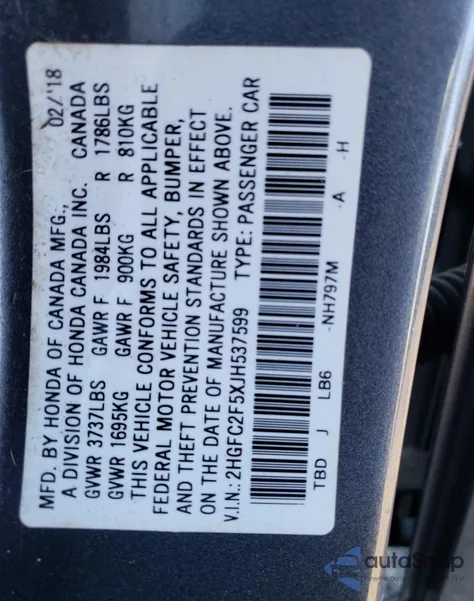 MFD. BY HONDA OF CANADA MFG., 02/'18
A DIVISION OF HONDA CANADA INC. CANADA
GVWR 3737LBS GAWR F 1984LBS R 1786LBS
GVWR 1695KG GAWR F 900KG R 810KG
THIS VEHICLE CONFORMS TO ALL APPLICABLE
FEDERAL MOTOR VEHICLE SAFETY, BUMPER,
AND THEFT PREVENTION STANDARDS IN EFFECT
ON THE DATE OF MANUFACTURE SHOWN ABOVE.
V.I.N.: 2HGFC2F5XJH537599 TYPE: PASSENGER CAR
TBD J LB6 -NH797M -A -H
autoSnap